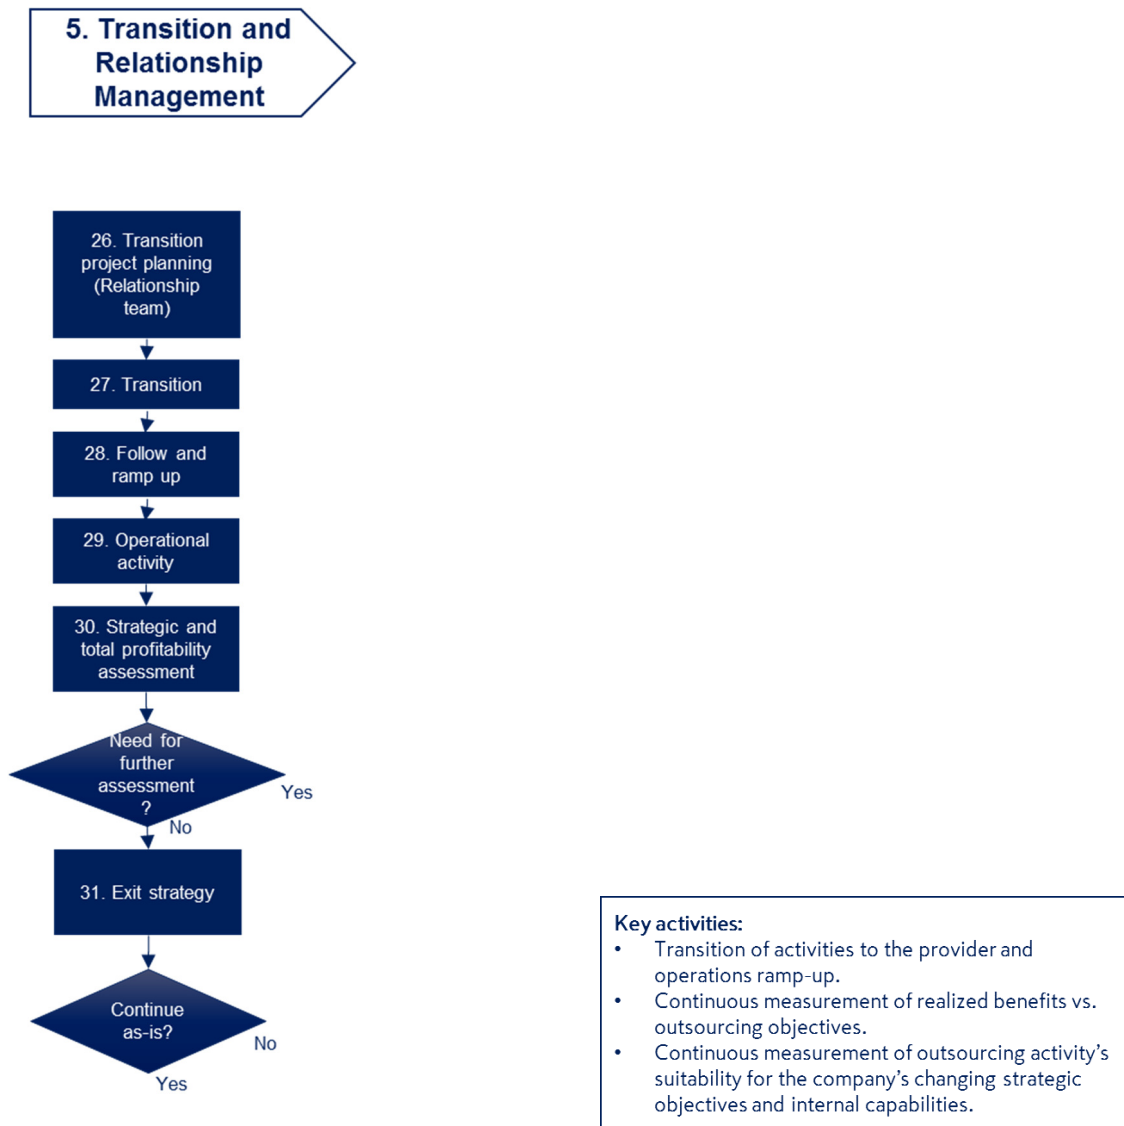 5. Transition and
Relationship
Management
26. Transition
project planning
(Relationship
team)
27. Transition
28. Follow and
ramp up
29. Operational
activity
30. Strategic and
total profitability
assessment
Need for
further
assessment
?
Yes
No
31. Exit strategy
Continue
as-is?
No
Yes
Key activities:
• Transition of activities to the provider and
operations ramp-up.
• Continuous measurement of realized benefits vs.
outsourcing objectives.
• Continuous measurement of outsourcing activity’s
suitability for the company’s changing strategic
objectives and internal capabilities.